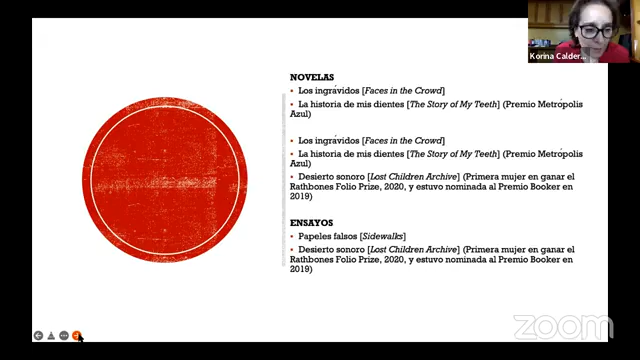 Korina Calder...
NOVELAS
Los ingrávidos [Faces in the Crowd]
La historia de mis dientes [The Story of My Teeth] (Premio Metrópolis
Azul)
Los ingrávidos [Faces in the Crowd]
La historia de mis dientes [The Story of My Teeth] (Premio Metrópolis
Azul)
Desierto sonoro [Lost Children Archive] (Primera mujer en ganar el
Rathbones Folio Prize, 2020, y estuvo nominada al Premio Booker en
2019)
ENSAYOS
Papeles falsos [Sidewalks]
Desierto sonoro [Lost Children Archive] (Primera mujer en ganar el
Rathbones Folio Prize, 2020, y estuvo nominada al Premio Booker en
2019)
zoom